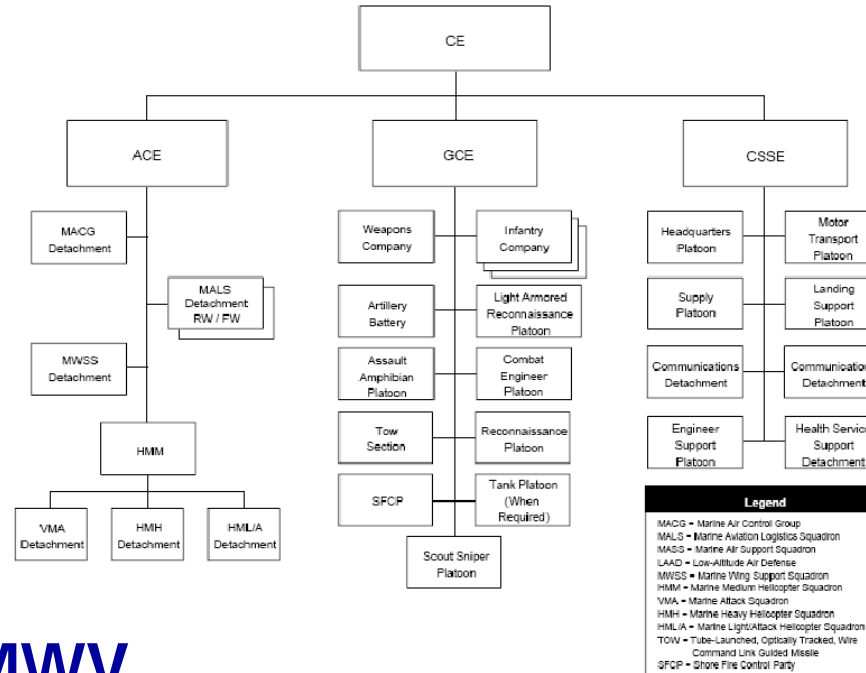 CE
ACE
GCE
CSSE
MACG
Detachment
MALS
Detachment
RW / FW
MWSS
Detachment
HMM
VMA
Detachment
HMH
Detachment
HML/A
Detachment
Weapons
Company
Infantry
Company
Artillery
Battery
Light Armored
Reconnaissance
Platoon
Assault
Amphibian
Platoon
Combat
Engineer
Platoon
Tow
Section
Reconnaissance
Platoon
SFCP
Tank Platoon
(When
Required)
Scout Sniper
Platoon
Headquarters
Platoon
Motor
Transport
Platoon
Supply
Platoon
Landing
Support
Platoon
Communications
Detachment
Communication
Detachment
Engineer
Support
Platoon
Health Service
Support
Detachment
Legend
MACG = Marine Air Control Group
MALS = Marine Aviation Logistics Squadron
MASS = Marine Air Support Squadron
LAAD = Low-Altitude Air Defense
MWSS = Marine Wing Support Squadron
HMM = Marine Medium Helicopter Squadron
VMA = Marine Attack Squadron
HMH = Marine Heavy Helicopter Squadron
HML/A = Marine Light/Attack Helicopter Squadron
TOW = Tube-Launched, Optically Tracked, Wire
Command Link Guided Missile
SFCP = Shore Fire Control Party